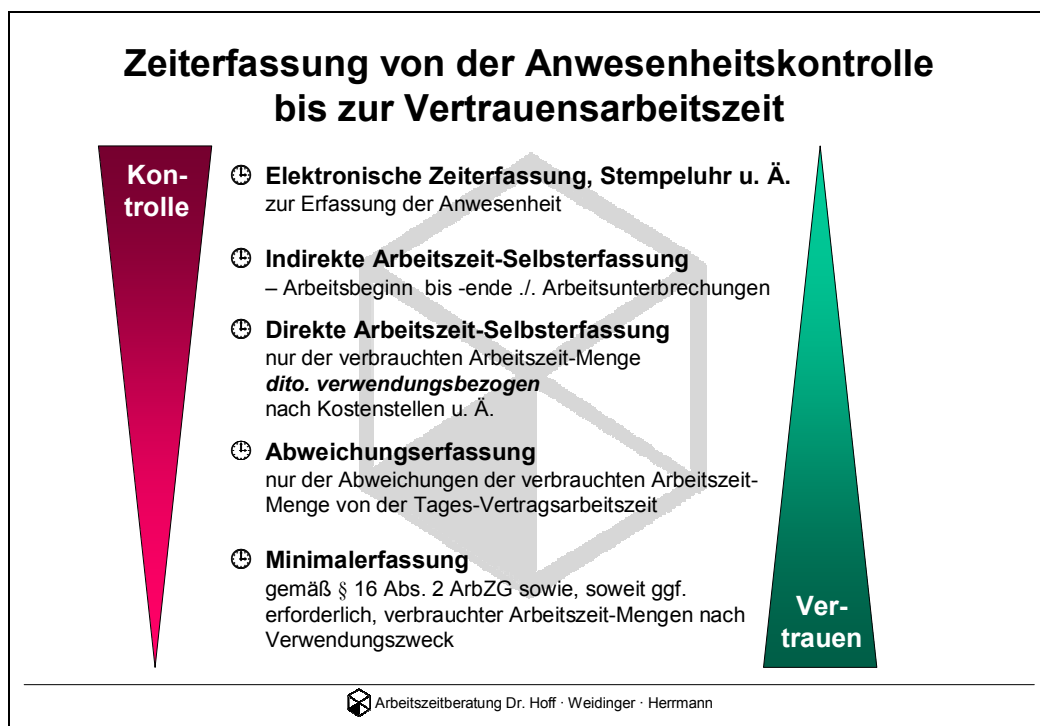 Zeiterfassung von der Anwesenheitskontrolle
bis zur Vertrauensarbeitszeit
Kon-
trolle
Elektronische Zeiterfassung, Stempeluhr u. Ä.
zur Erfassung der Anwesenheit
Indirekte Arbeitszeit-Selbsterfassung
– Arbeitsbeginn bis -ende ./. Arbeitsunterbrechungen
Direkte Arbeitszeit-Selbsterfassung
nur der verbrauchten Arbeitszeit-Menge
dito. verwendungsbezogen
nach Kostenstellen u. Ä.
Abweichungserfassung
nur der Abweichungen der verbrauchten Arbeitszeit-
Menge von der Tages-Vertragsarbeitszeit
Minimalerfassung
gemäß § 16 Abs. 2 ArbZG sowie, soweit ggf.
erforderlich, verbrauchter Arbeitszeit-Mengen nach
Verwendungszweck
Ver-
trauen
Arbeitszeitberatung Dr. Hoff · Weidinger · Herrmann